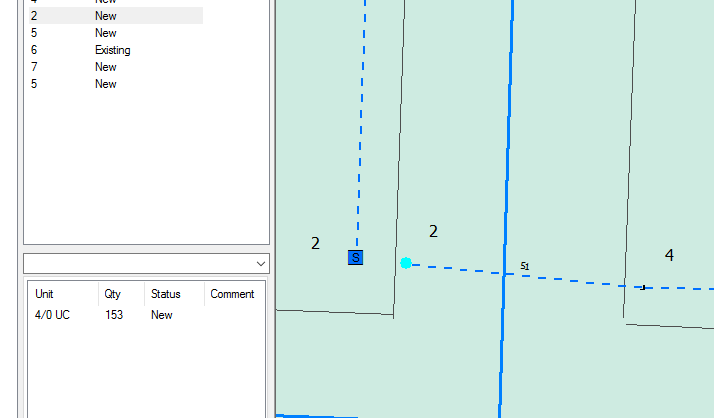 4 New
2 New
5 New
6 Existing
7 New
5 New
Unit Qty Status Comment
4/0 UC 153 New
2
S
2
51
4